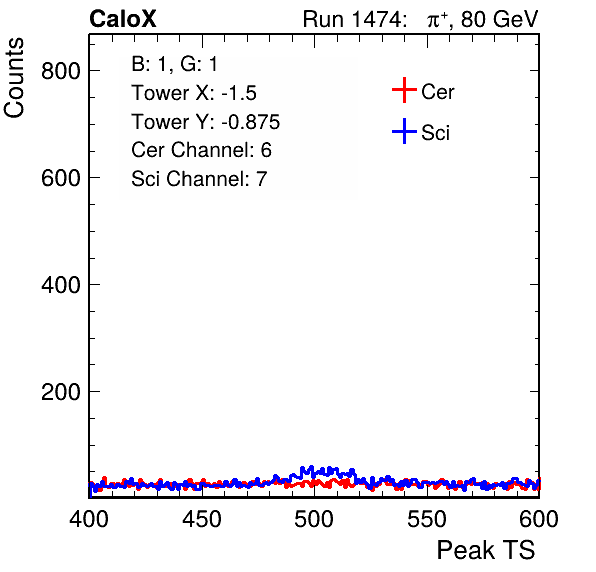 CaloX Run 1474: π⁺, 80 GeV
B: 1, G: 1
Tower X: -1.5
Tower Y: -0.875
Cer Channel: 6
Sci Channel: 7
Cer
Sci
Counts
800
600
400
200
400 450 500 550 600
Peak TS